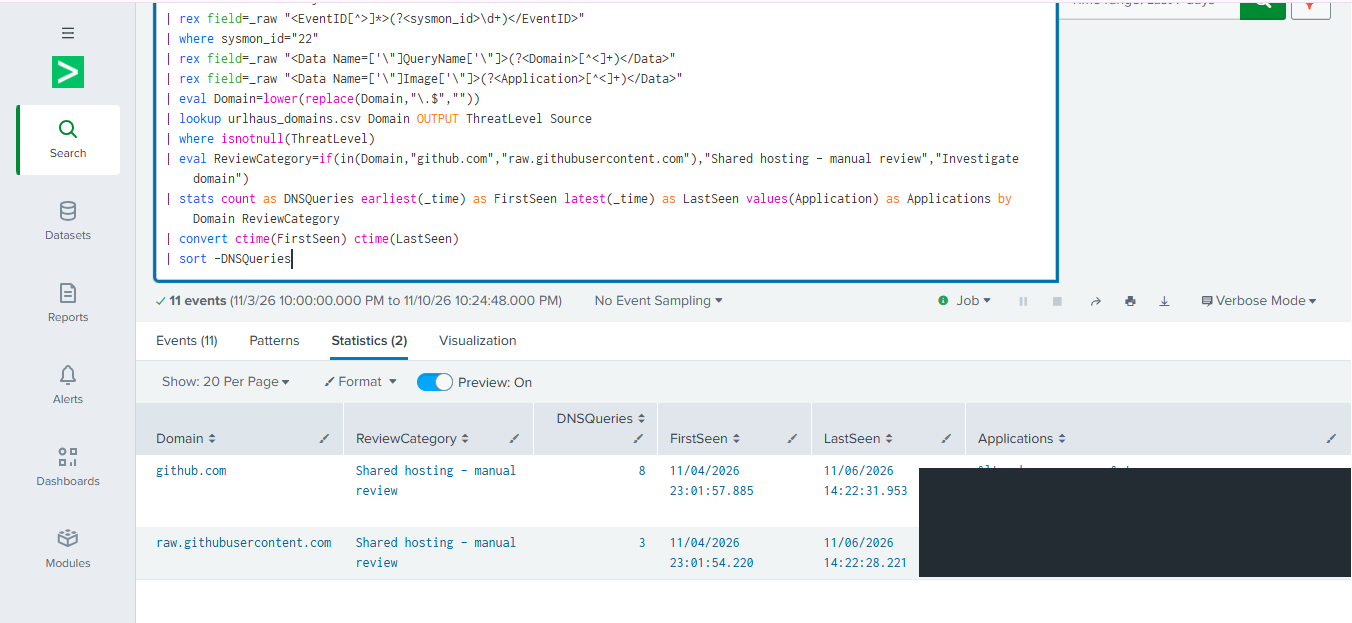 | rex field=_raw "<EventID[^>]*>(?<sysmon_id>\d+)</EventID>"
| where sysmon_id="22"
| rex field=_raw "<Data Name=['\"]QueryName['\"]>(?<Domain>[^<]+)</Data>"
| rex field=_raw "<Data Name=['\"]Image['\"]>(?<Application>[^<]+)</Data>"
| eval Domain=lower(replace(Domain,"\.$",""))
| lookup urlhaus_domains.csv Domain OUTPUT ThreatLevel Source
| where isnotnull(ThreatLevel)
| eval ReviewCategory=if(in(Domain,"github.com","raw.githubusercontent.com"),"Shared hosting - manual review","Investigate
domain")
| stats count as DNSQueries earliest(_time) as FirstSeen latest(_time) as LastSeen values(Application) as Applications by
Domain ReviewCategory
| convert ctime(FirstSeen) ctime(LastSeen)
| sort -DNSQueries
Search
Datasets
Reports
Alerts
Dashboards
Modules
11 events (11/3/26 10:00:00.000 PM to 11/10/26 10:24:48.000 PM)
No Event Sampling
Job
Verbose Mode
Events (11)
Patterns
Statistics (2)
Visualization
Show: 20 Per Page
Format
Preview: On
Domain
ReviewCategory
DNSQueries
FirstSeen
LastSeen
Applications
github.com
Shared hosting - manual
review
8
11/04/2026
23:01:57.885
11/06/2026
14:22:31.953
raw.githubusercontent.com
Shared hosting - manual
review
3
11/04/2026
23:01:54.220
11/06/2026
14:22:28.221